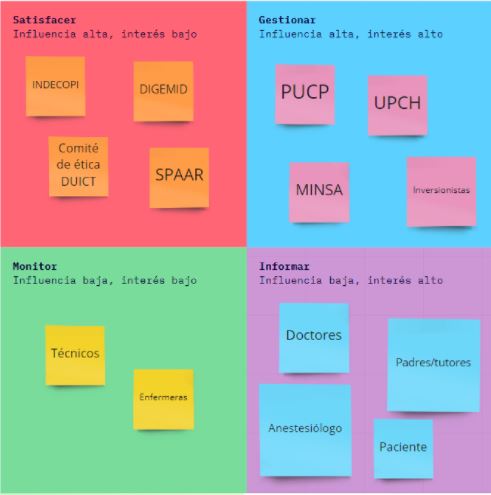 Satisfacer
Influencia alta, interés bajo
INDECOPI
DIGEMID
Comité
de ética
DUICT
SPAAR
Gestionar
Influencia alta, interés alto
PUCP
UPCH
MINSA
Inversionistas
Monitor
Influencia baja, interés bajo
Técnicos
Enfermeras
Informar
Influencia baja, interés alto
Doctores
Padres/tutores
Anestesiólogo
Paciente